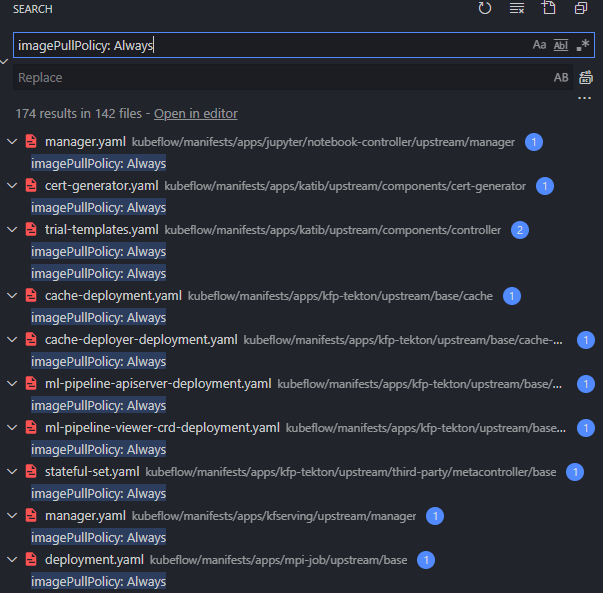 SEARCH
imagePullPolicy: Always Aa Abl .*
Replace AB
174 results in 142 files - Open in editor
manager.yaml kubeflow/manifests/apps/jupyter/notebook-controller/upstream/manager 1
imagePullPolicy: Always
cert-generator.yaml kubeflow/manifests/apps/katib/upstream/components/cert-generator 1
imagePullPolicy: Always
trial-templates.yaml kubeflow/manifests/apps/katib/upstream/components/controller 2
imagePullPolicy: Always
imagePullPolicy: Always
cache-deployment.yaml kubeflow/manifests/apps/kfp-tekton/upstream/base/cache 1
imagePullPolicy: Always
cache-deployer-deployment.yaml kubeflow/manifests/apps/kfp-tekton/upstream/base/cache-... 1
imagePullPolicy: Always
ml-pipeline-apiserver-deployment.yaml kubeflow/manifests/apps/kfp-tekton/upstream/base/... 1
imagePullPolicy: Always
ml-pipeline-viewer-crd-deployment.yaml kubeflow/manifests/apps/kfp-tekton/upstream/base... 1
imagePullPolicy: Always
stateful-set.yaml kubeflow/manifests/apps/kfp-tekton/upstream/third-party/metacontroller/base 1
imagePullPolicy: Always
manager.yaml kubeflow/manifests/apps/kfserving/upstream/manager 1
imagePullPolicy: Always
deployment.yaml kubeflow/manifests/apps/mpi-job/upstream/base 1
imagePullPolicy: Always